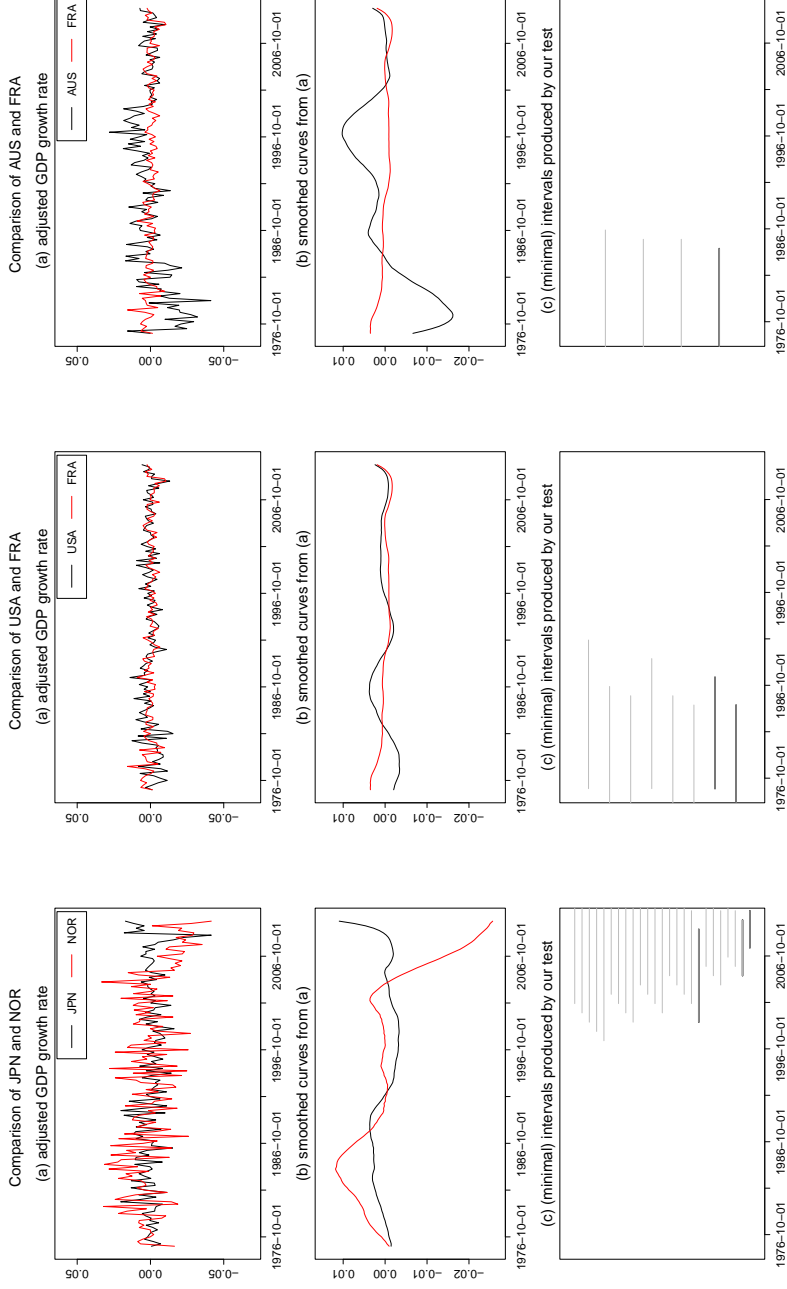 Comparison of JPN and NOR
(a) adjusted GDP growth rate
JPN NOR
0.05
0.00
−0.05
1976−10−01 1986−10−01 1996−10−01 2006−10−01
(b) smoothed curves from (a)
0.01
0.00
−0.01
−0.02
1976−10−01 1986−10−01 1996−10−01 2006−10−01
(c) (minimal) intervals produced by our test
1976−10−01 1986−10−01 1996−10−01 2006−10−01
Comparison of USA and FRA
(a) adjusted GDP growth rate
USA FRA
0.05
0.00
−0.05
1976−10−01 1986−10−01 1996−10−01 2006−10−01
(b) smoothed curves from (a)
0.01
0.00
−0.01
−0.02
1976−10−01 1986−10−01 1996−10−01 2006−10−01
(c) (minimal) intervals produced by our test
1976−10−01 1986−10−01 1996−10−01 2006−10−01
Comparison of AUS and FRA
(a) adjusted GDP growth rate
AUS FRA
0.05
0.00
−0.05
1976−10−01 1986−10−01 1996−10−01 2006−10−01
(b) smoothed curves from (a)
0.01
0.00
−0.01
−0.02
1976−10−01 1986−10−01 1996−10−01 2006−10−01
(c) (minimal) intervals produced by our test
1976−10−01 1986−10−01 1996−10−01 2006−10−01